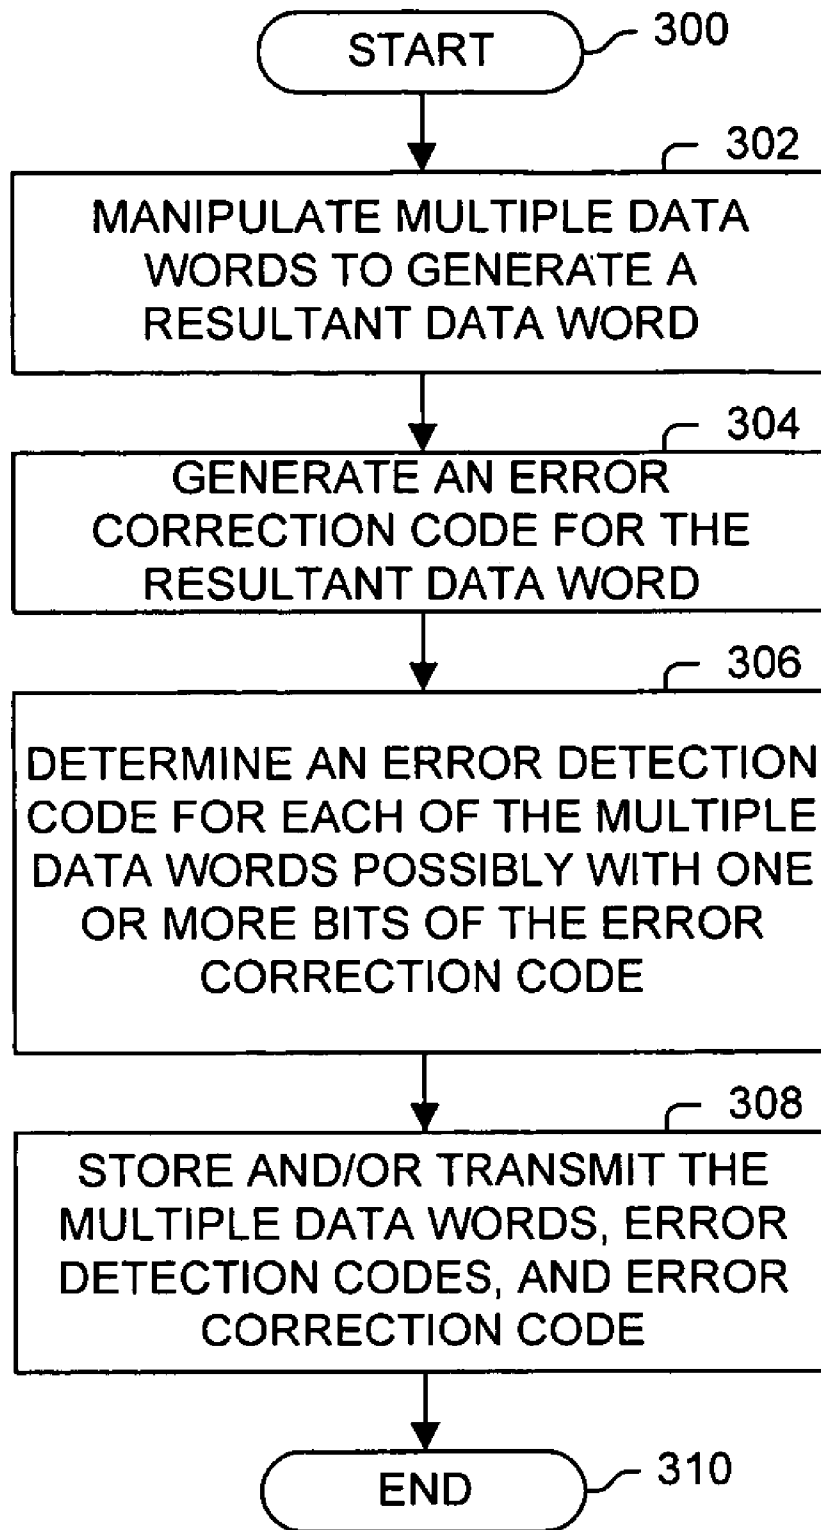 START
300
302
MANIPULATE MULTIPLE DATA
WORDS TO GENERATE A
RESULTANT DATA WORD
304
GENERATE AN ERROR
CORRECTION CODE FOR THE
RESULTANT DATA WORD
306
DETERMINE AN ERROR DETECTION
CODE FOR EACH OF THE MULTIPLE
DATA WORDS POSSIBLY WITH ONE
OR MORE BITS OF THE ERROR
CORRECTION CODE
308
STORE AND/OR TRANSMIT THE
MULTIPLE DATA WORDS, ERROR
DETECTION CODES, AND ERROR
CORRECTION CODE
END
310